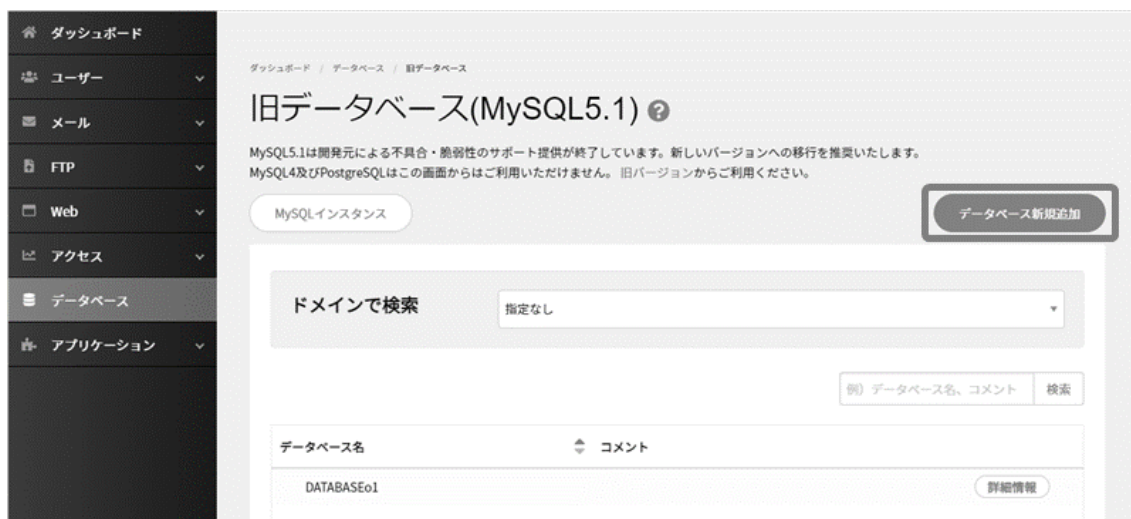 ダッシュボード
ユーザー
メール
FTP
Web
アクセス
データベース
アプリケーション
ダッシュボード / データベース / 旧データベース
旧データベース(MySQL5.1)
MySQL5.1は開発元による不具合・脆弱性のサポート提供が終了しています。新しいバージョンへの移行を推奨いたします。
MySQL4及びPostgreSQLはこの画面からはご利用いただけません。旧バージョンからご利用ください。
MySQLインスタンス
データベース新規追加
ドメインで検索
指定なし
例）データベース名、コメント
検索
データベース名
コメント
DATABASEo1
詳細情報